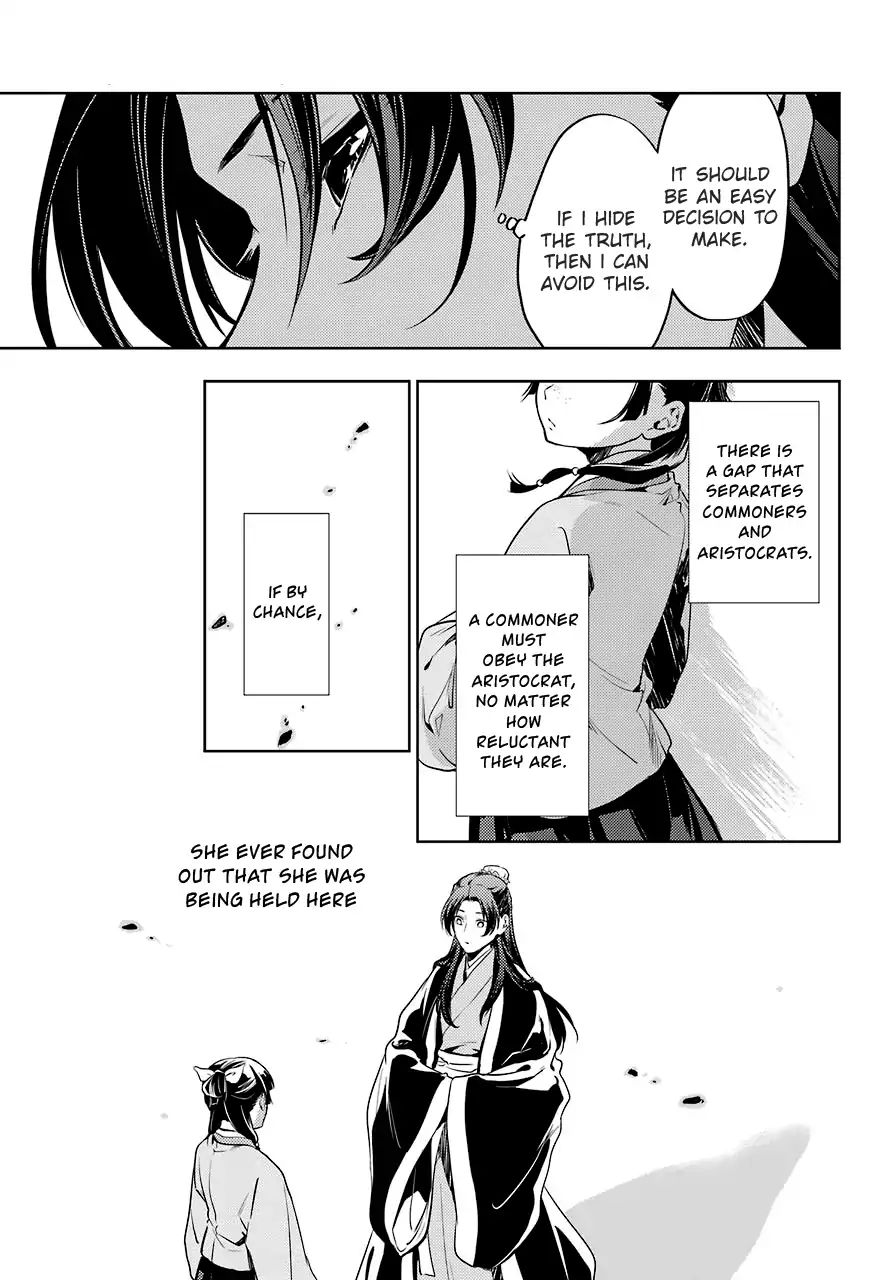 IT SHOULD
BE AN EASY
DECISION TO
MAKE.
IF I HIDE
THE TRUTH,
THEN I CAN
AVOID THIS.
THERE IS
A GAP THAT
SEPARATES
COMMONERS
AND
ARISTOCRATS.
A COMMONER
MUST
OBEY THE
ARISTOCRAT,
NO MATTER
HOW
RELUCTANT
THEY ARE.
IF BY
CHANCE,
SHE EVER FOUND
OUT THAT SHE WAS
BEING HELD HERE